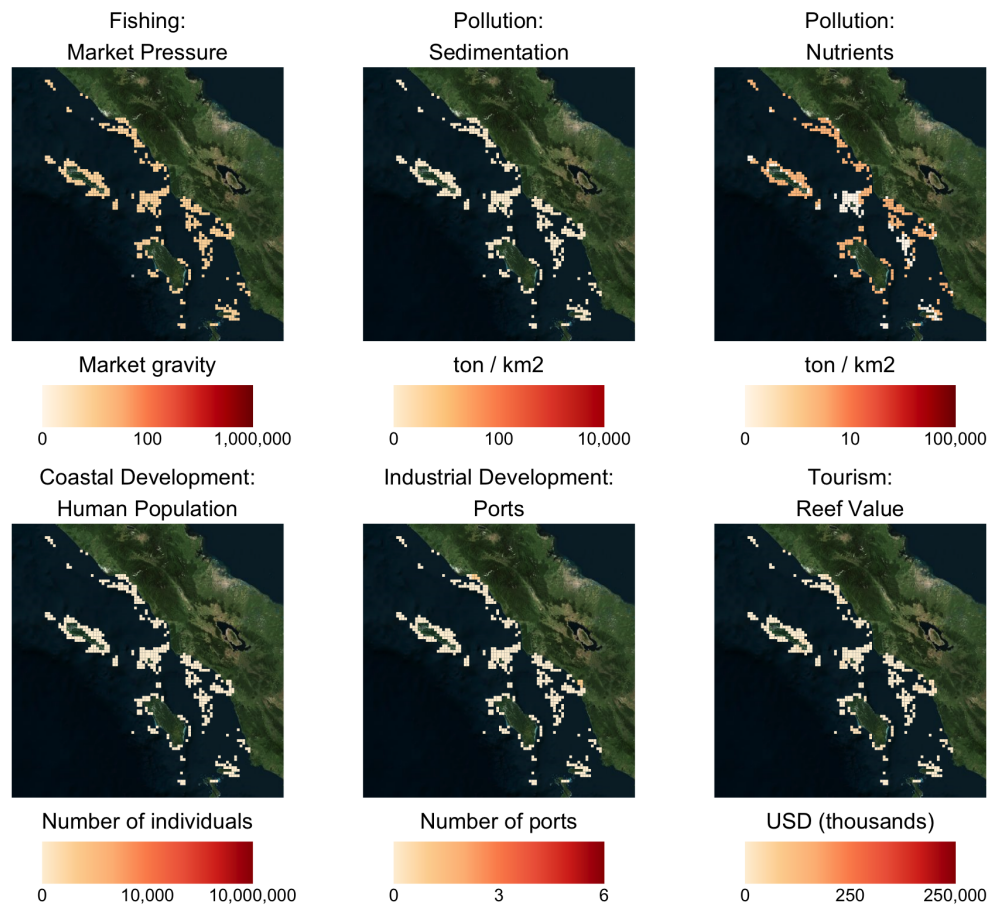 Fishing:
Market Pressure
Pollution:
Sedimentation
Pollution:
Nutrients
Market gravity
0 100 1,000,000
ton / km2
0 100 10,000
ton / km2
0 10 100,000
Coastal Development:
Human Population
Industrial Development:
Ports
Tourism:
Reef Value
Number of individuals
0 10,000 10,000,000
Number of ports
0 3 6
USD (thousands)
0 250 250,000